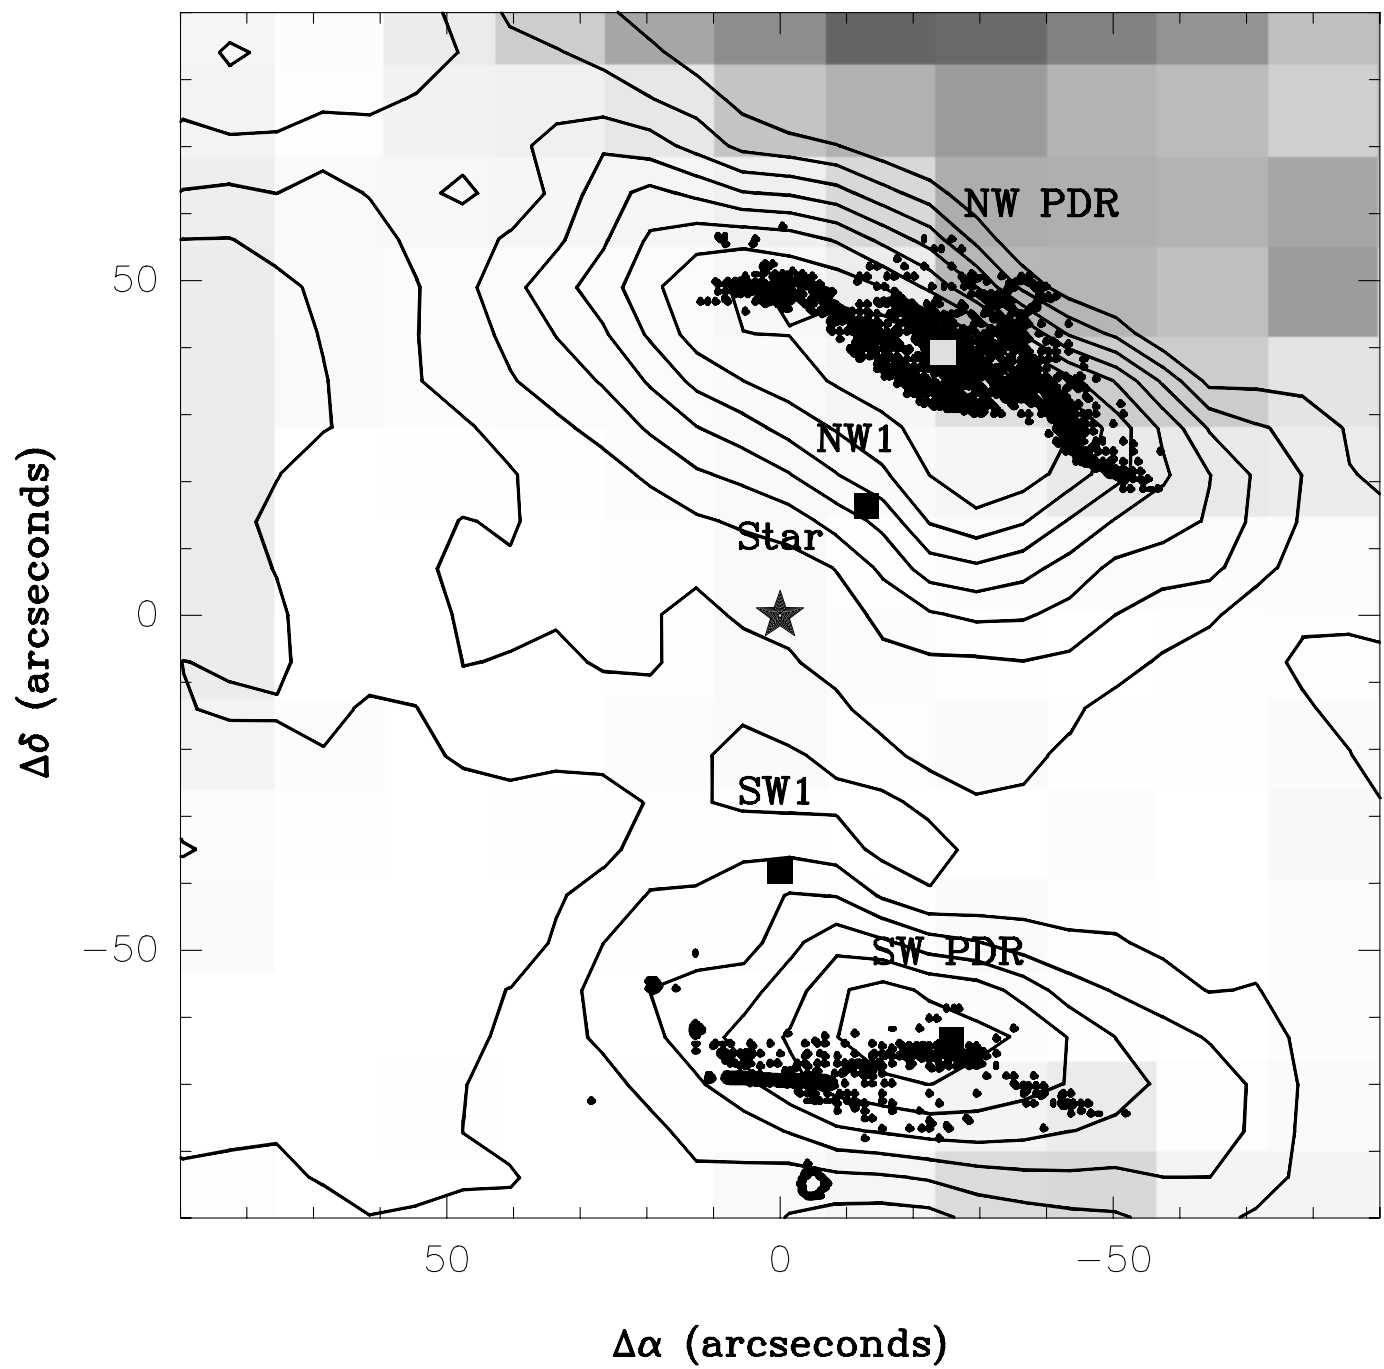 NW PDR
50
NW1
Star
0
Δδ (arcseconds)
SW1
−50
SW PDR
50
0
−50
Δα (arcseconds)